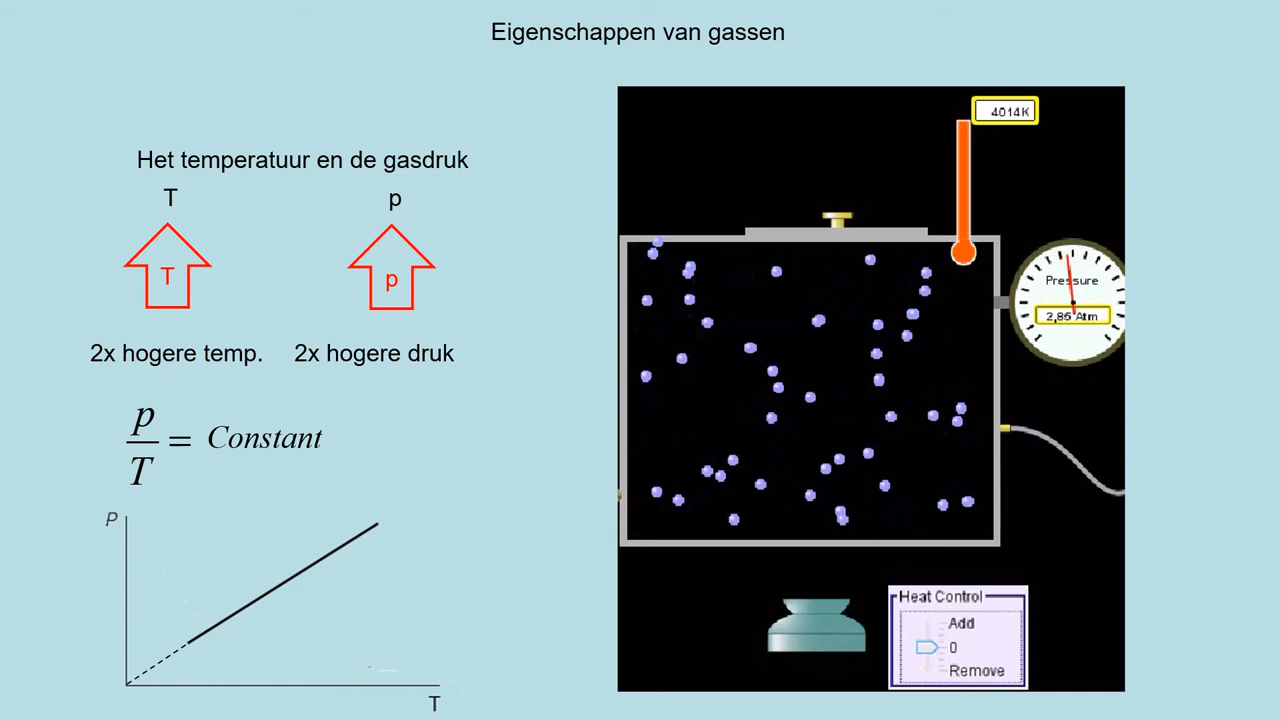 Eigenschappen van gassen
Het temperatuur en de gasdruk
T p
T p
2x hogere temp. 2x hogere druk
p
T
= Constant
P
T
4014K
Pressure
2,85 Atm
Heat Control
Add
0
Remove